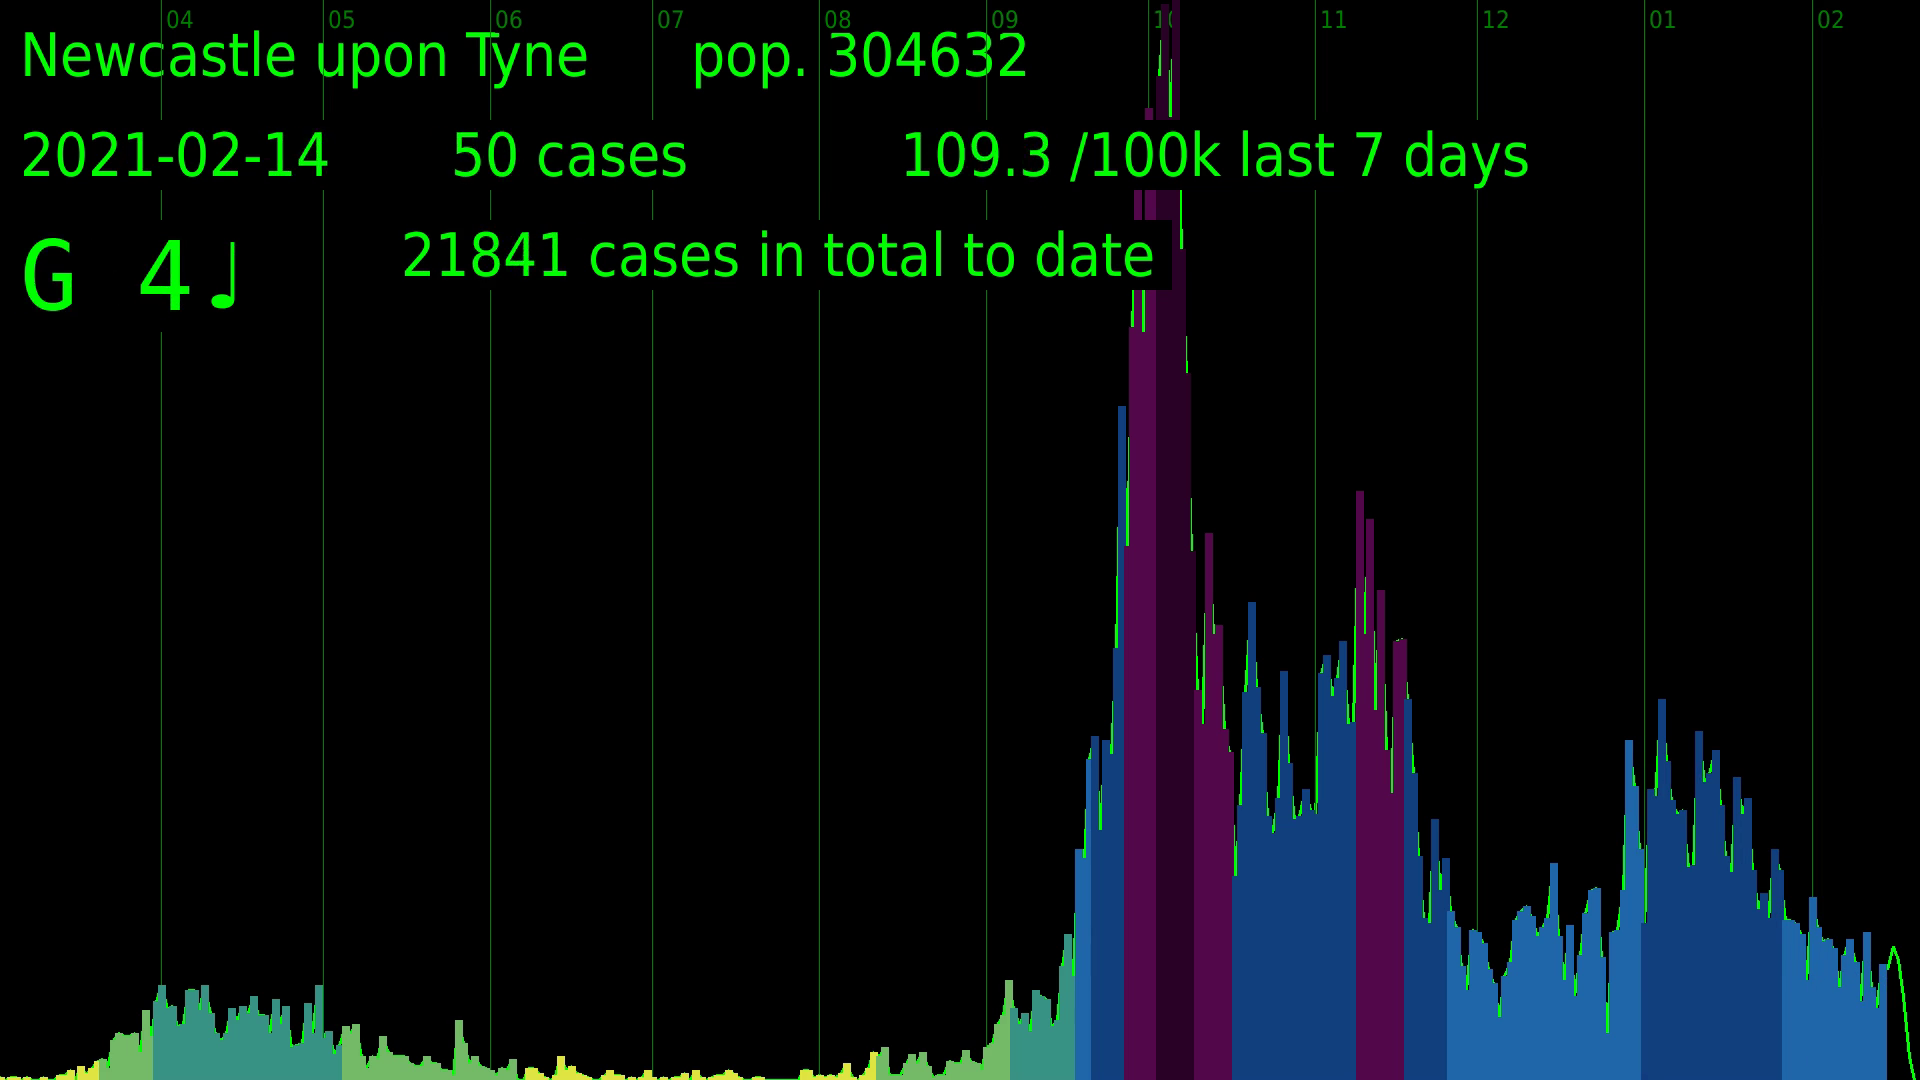 04 05 06 07 08 09 10 11 12 01 02
Newcastle upon Tyne pop. 304632
2021-02-14 50 cases 109.3 /100k last 7 days
G 4♩ 21841 cases in total to date